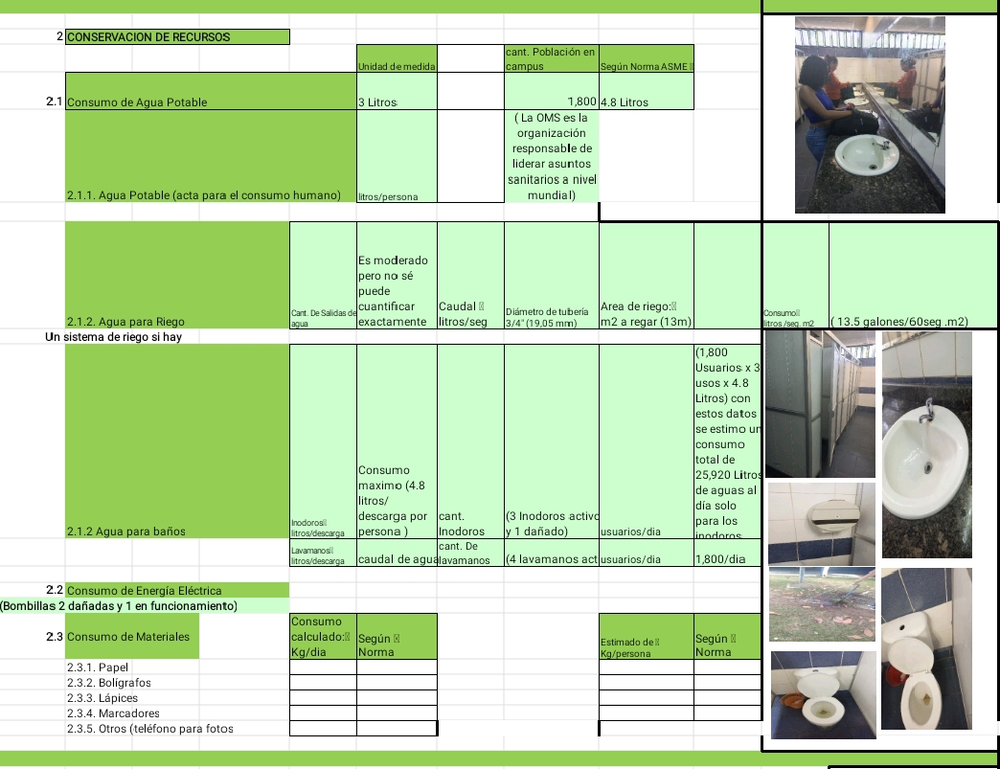 2 CONSERVACION DE RECURSOS
Unidad de medida
cant. Población en
campus
Según Norma ASME
2.1 Consumo de Agua Potable
3 Litros
1,800
4.8 Litros
2.1.1. Agua Potable (acta para el consumo humano)
litros/persona
( La OMS es la
organización
responsable de
liderar asuntos
sanitarios a nivel
mundial)
2.1.2. Agua para Riego
Cant. De Salidas de
agua
Es moderado
pero no sé
puede
cuantificar
exactamente
Caudal
litros/seg
Diámetro de tubería
3/4" (19,05 mm)
Area de riego:
m2 a regar (13m)
Consumo
litros /seg. m2
( 13.5 galones/60seg .m2)
Un sistema de riego si hay
2.1.2 Agua para baños
Inodoros
litros/descarga
Consumo
maximo (4.8
litros/
descarga por
persona )
cant.
Inodoros
(3 Inodoros activo
y 1 dañado)
usuarios/dia
(1,800
Usuarios x 3
usos x 4.8
Litros) con
estos datos
se estimo un
consumo
total de
25,920 Litros
de aguas al
día solo
para los
inodoros
Lavamanos
litros/descarga
caudal de agua
cant. De
lavamanos
(4 lavamanos act
usuarios/dia
1,800/dia
2.2 Consumo de Energía Eléctrica
(Bombillas 2 dañadas y 1 en funcionamiento)
2.3 Consumo de Materiales
Consumo
calculado:
Kg/dia
Según
Norma
Estimado de
Kg/persona
Según
Norma
2.3.1. Papel
2.3.2. Bolígrafos
2.3.3. Lápices
2.3.4. Marcadores
2.3.5. Otros (teléfono para fotos